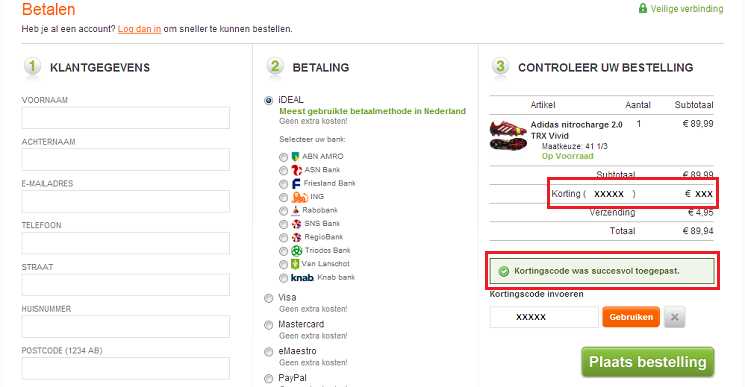 Betalen
Veilige verbinding
Heb je al een account? Log dan in om sneller te kunnen bestellen.
1 KLANTGEGEVENS
VOORNAAM
ACHTERNAAM
E-MAILADRES
TELEFOON
STRAAT
HUISNUMMER
POSTCODE (1234 AB)
2 BETALING
iDEAL
Meest gebruikte betaalmethode in Nederland
Geen extra kosten!
Selecteer uw bank:
ABN AMRO
ASN Bank
Friesland Bank
ING
Rabobank
SNS Bank
RegioBank
Triodos Bank
Van Lanschot
knab Knab bank
Visa
Geen extra kosten!
Mastercard
Geen extra kosten!
eMaestro
Geen extra kosten!
PayPal
3 CONTROLEER UW BESTELLING
Artikel Aantal Subtotaal
Adidas nitrocharge 2.0 1 € 89,99
TRX Vivid
Maatkeuze: 41 1/3
Op Voorraad
Subtotaal € 89,99
Korting ( XXXXX ) € XXX
Verzending € 4,95
Totaal € 89,94
Kortingscode was succesvol toegepast.
Kortingscode invoeren
XXXXX Gebruiken
Plaats bestelling